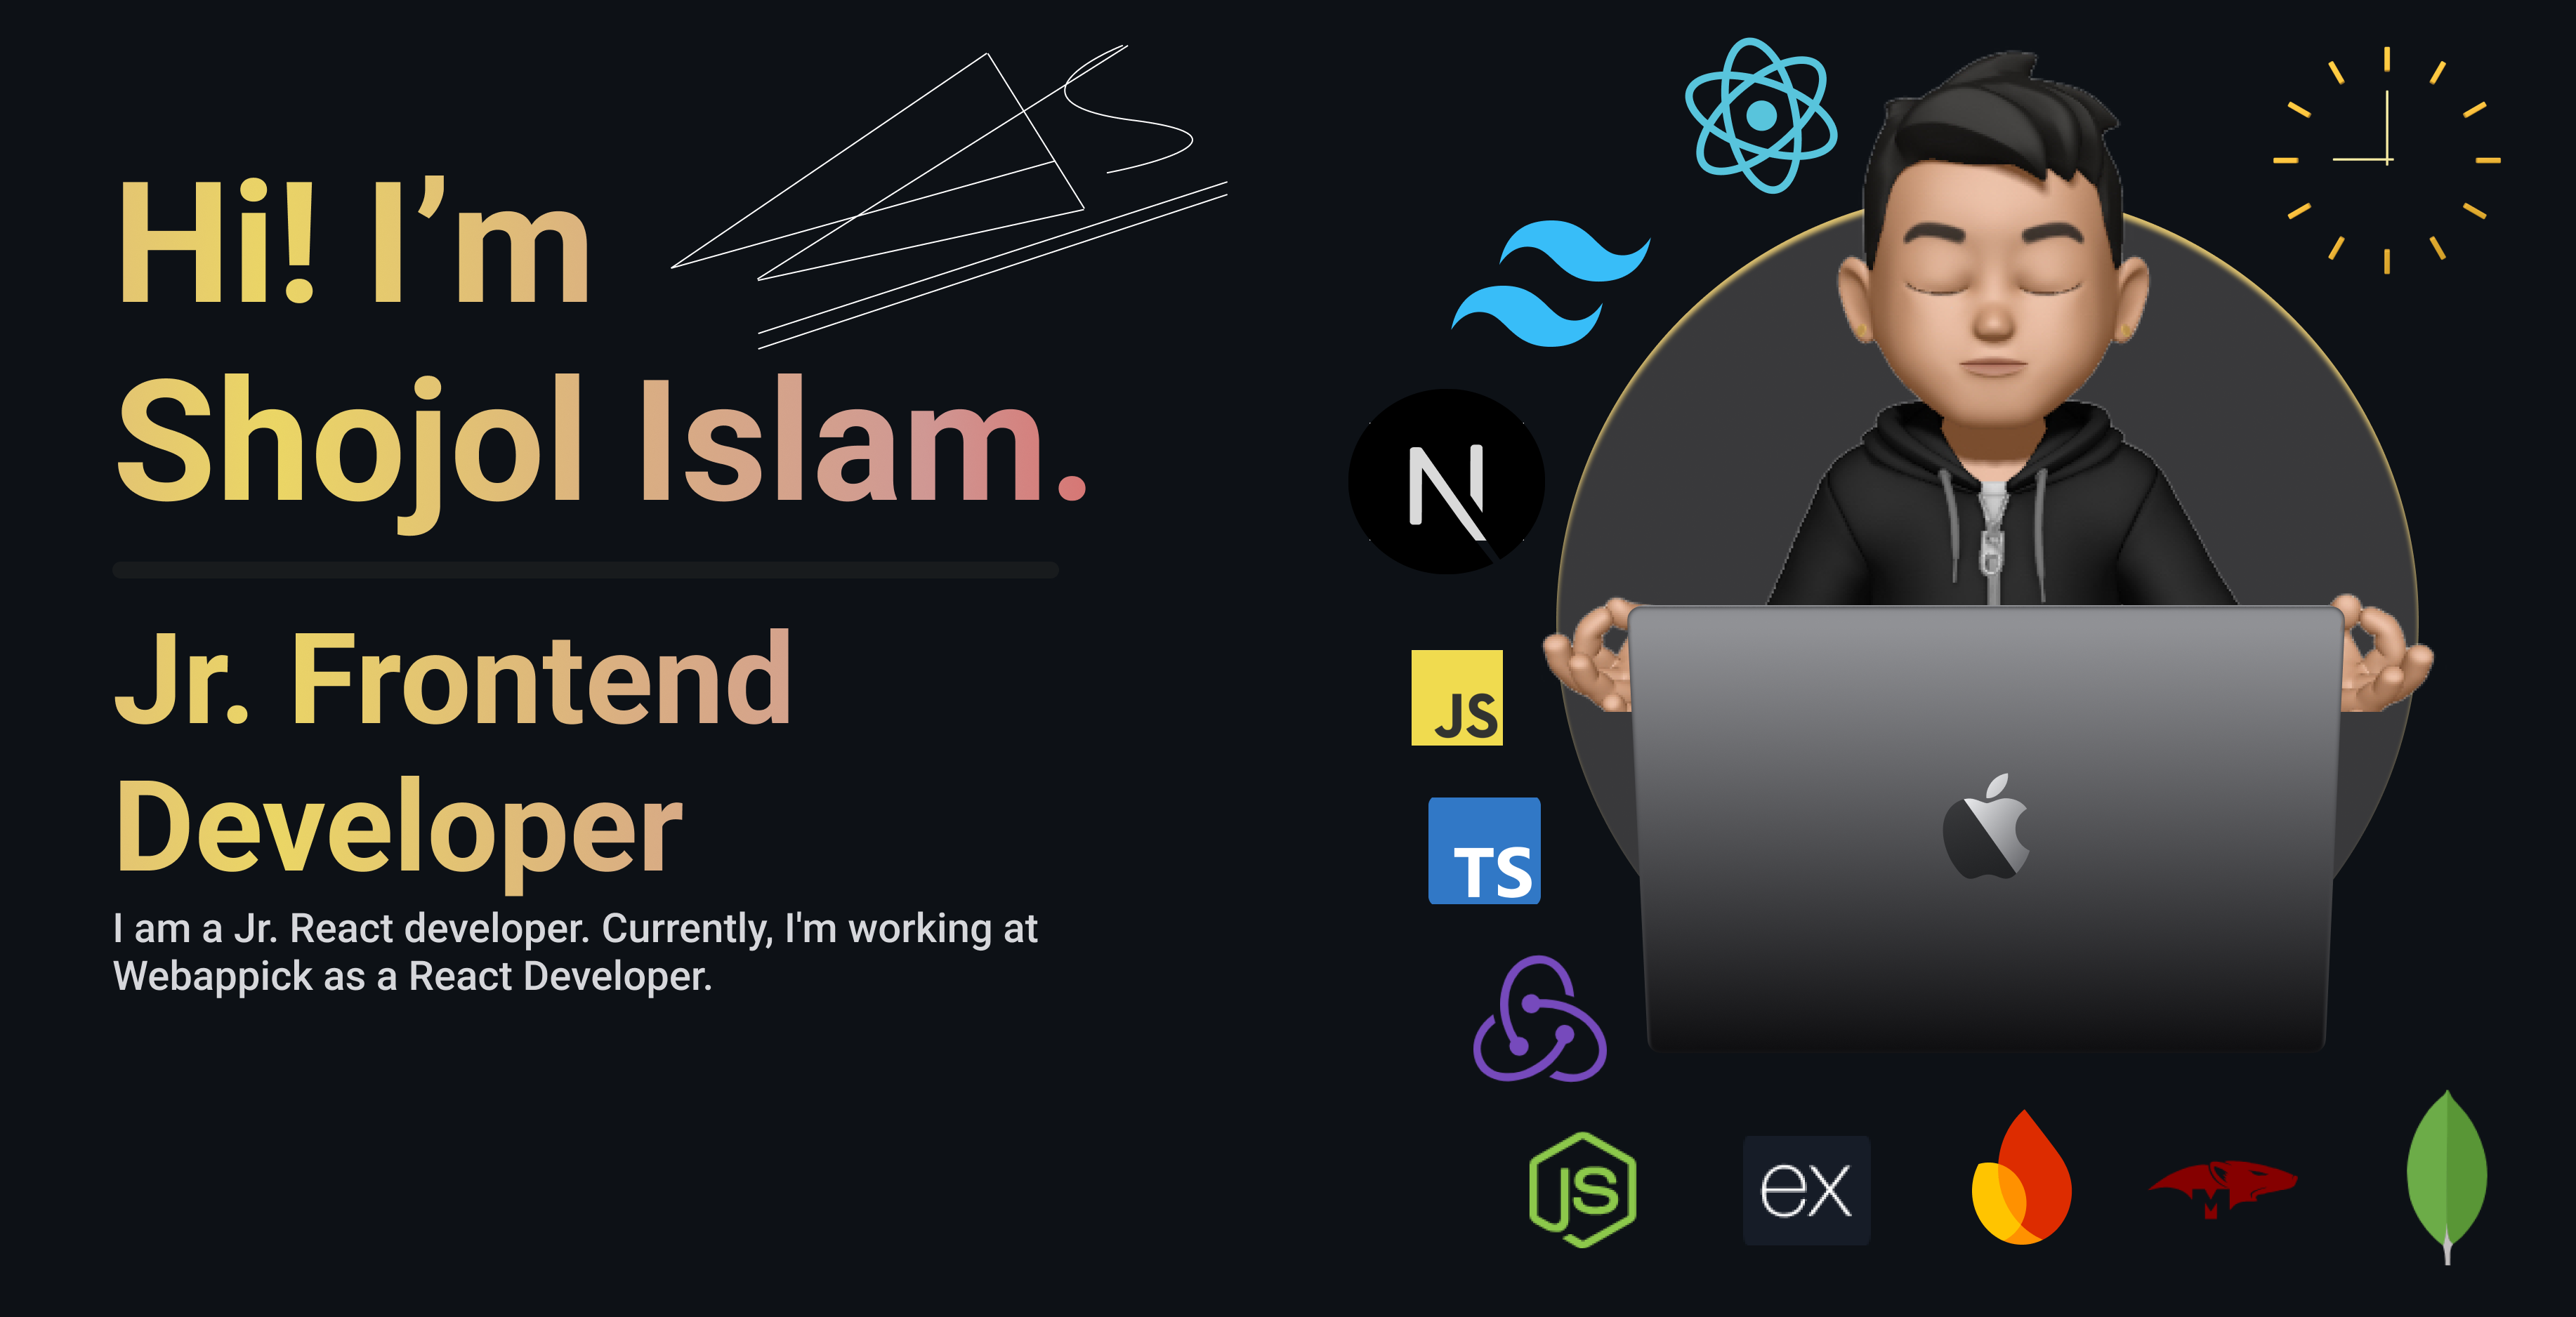 Hi! I’m
Shojol Islam.
Jr. Frontend
Developer
I am a Jr. React developer. Currently, I'm working at
Webappick as a React Developer.
N
JS
TS
JS
ex
M